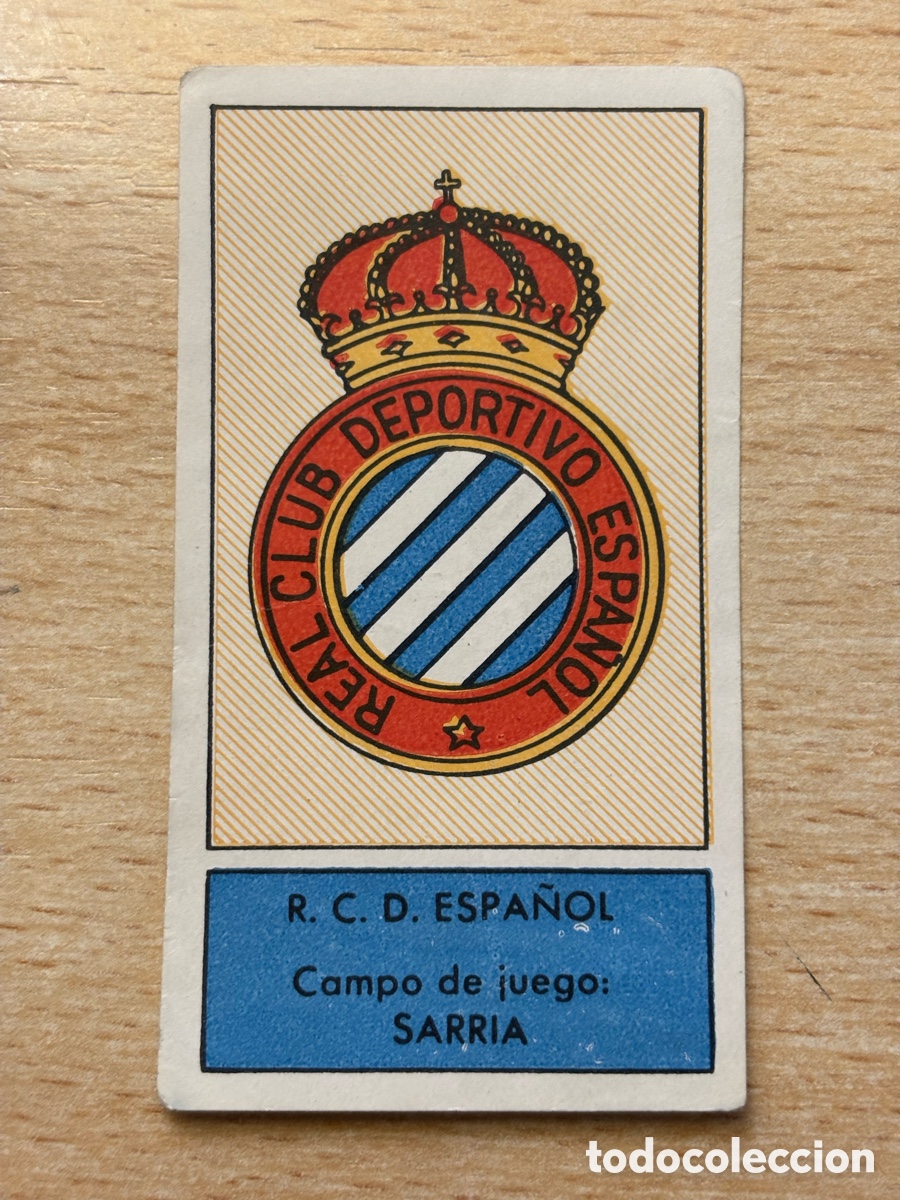 REAL CLUB DEPORTIVO ESPAÑOL
R. C. D. ESPAÑOL
Campo de juego:
SARRIA
todocoleccion